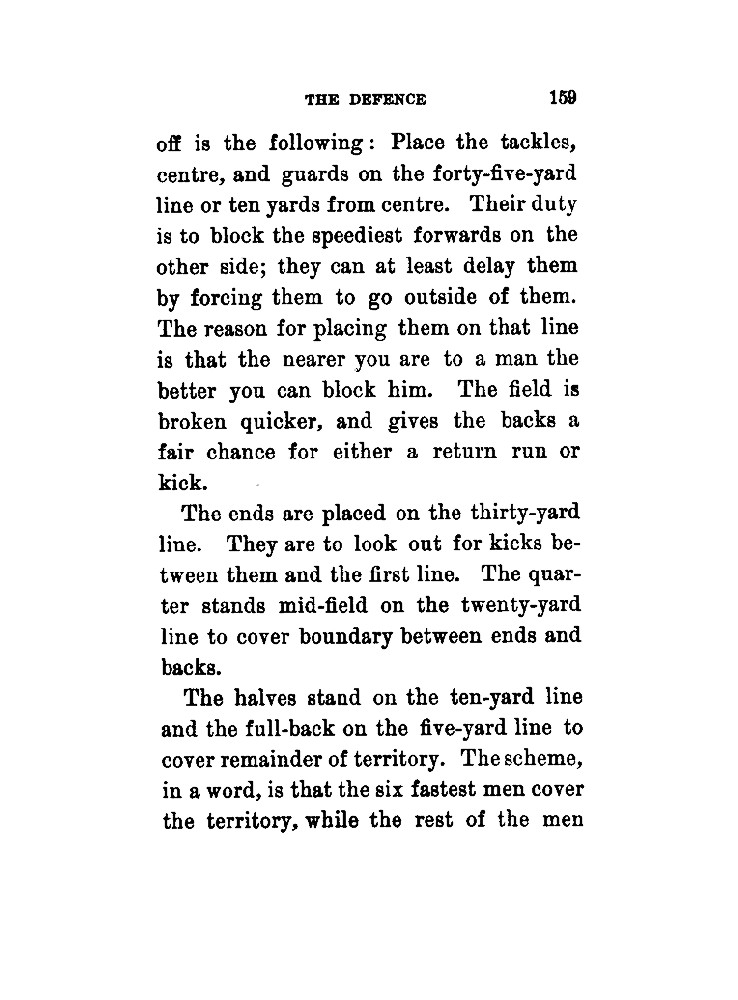 THE DEFENCE 159
off is the following: Place the tackles,
centre, and guards on the forty-five-yard
line or ten yards from centre. Their duty
is to block the speediest forwards on the
other side; they can at least delay them
by forcing them to go outside of them.
The reason for placing them on that line
is that the nearer you are to a man the
better you can block him. The field is
broken quicker, and gives the backs a
fair chance for either a return run or
kick.
The ends are placed on the thirty-yard
line. They are to look out for kicks be-
tween them and the first line. The quar-
ter stands mid-field on the twenty-yard
line to cover boundary between ends and
backs.
The halves stand on the ten-yard line
and the full-back on the five-yard line to
cover remainder of territory. The scheme,
in a word, is that the six fastest men cover
the territory, while the rest of the men